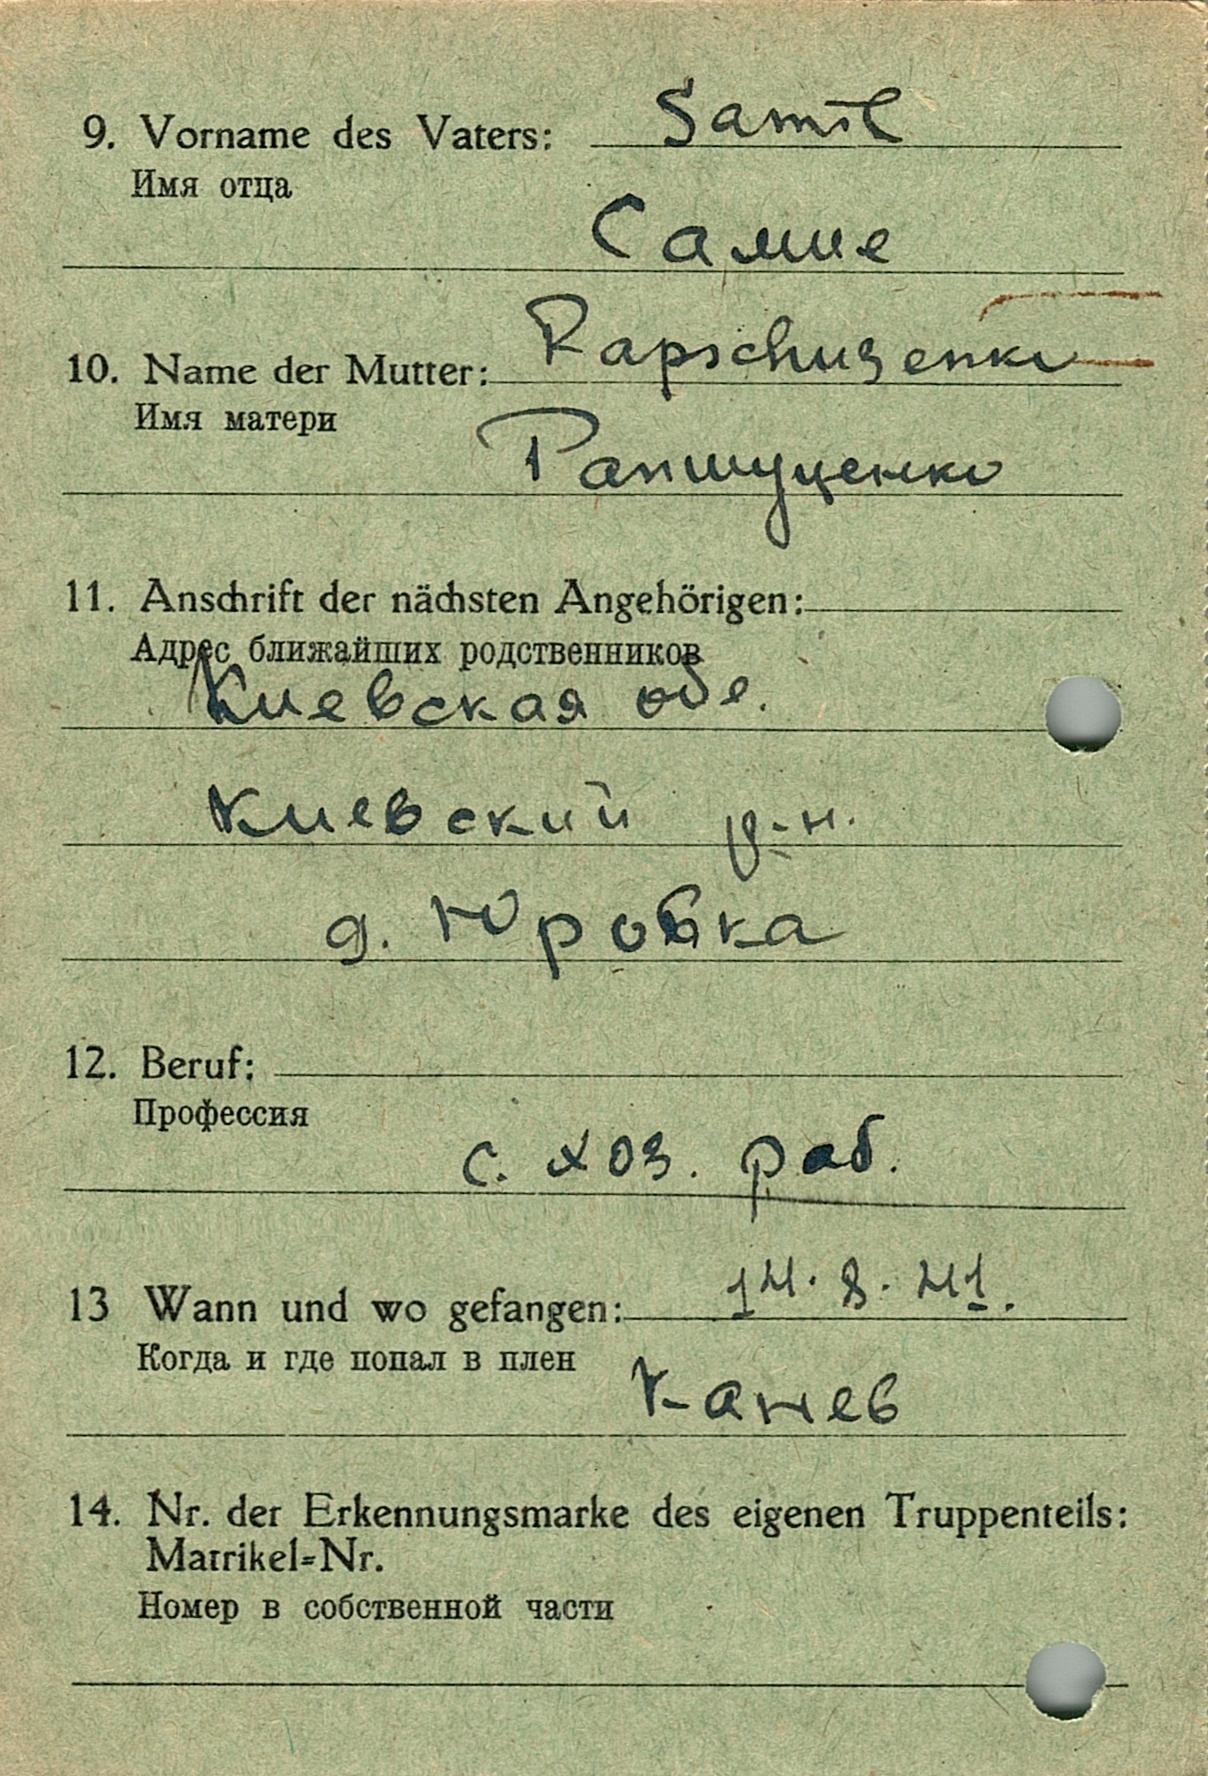 9. Vorname des Vaters: Samil
Имя отца
Самие
10. Name der Mutter: Rapschuzenko
Имя матери
Рапшуценко
11. Anschrift der nächsten Angehörigen:
Адрес ближайших родственников
Киевская обл.
Киевский р-н.
д. Юровка
12. Beruf:
Профессия
с. хоз. раб.
13 Wann und wo gefangen: 14. 8. 41.
Когда и где попал в плен
Канев
14. Nr. der Erkennungsmarke des eigenen Truppenteils:
Matrikel=Nr.
Номер в собственной части